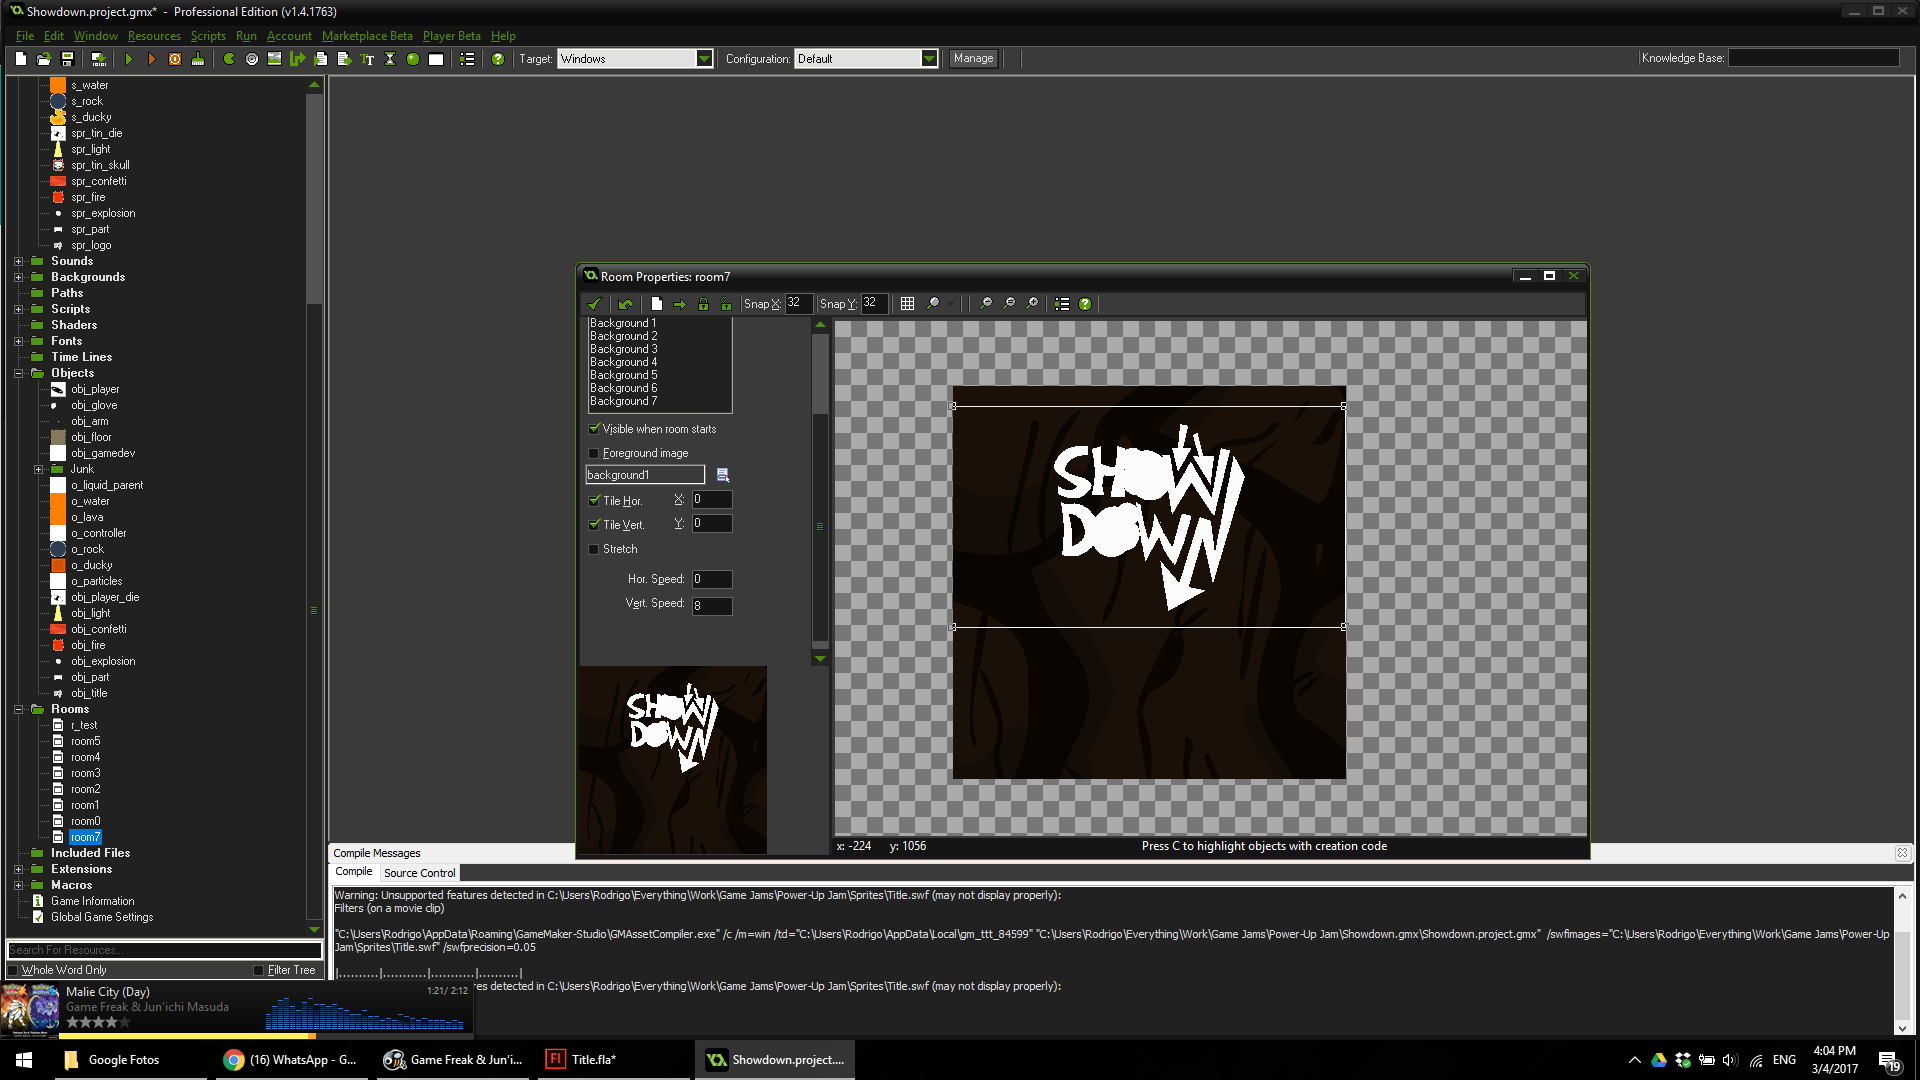 Showdown.project.gmx* - Professional Edition (v1.4.1763)
File Edit Window Resources Scripts Run Account Marketplace Beta Player Beta Help
Target: Windows Configuration: Default Manage Knowledge Base:
s_water
s_rock
s_ducky
spr_tin_die
spr_light
spr_tin_skull
spr_confetti
spr_fire
spr_explosion
spr_part
spr_logo
Sounds
Backgrounds
Paths
Scripts
Shaders
Fonts
Time Lines
Objects
obj_player
obj_glove
obj_arm
obj_floor
obj_gamedev
Junk
o_liquid_parent
o_water
o_lava
o_controller
o_rock
o_ducky
o_particles
obj_player_die
obj_light
obj_confetti
obj_fire
obj_explosion
obj_part
obj_title
Rooms
r_test
room5
room4
room3
room2
room1
room0
room7
Included Files
Extensions
Macros
Game Information
Global Game Settings
Search For Resources...
Whole Word Only Filter Tree
Room Properties: room7
Snap X: 32 Snap Y: 32
Background 1
Background 2
Background 3
Background 4
Background 5
Background 6
Background 7
Visible when room starts
Foreground image
background1
Tile Hor. X: 0
Tile Vert. Y: 0
Stretch
Hor. Speed: 0
Vert. Speed: 8
SHOW
DOWN
SHOW
DOWN
x: -224 y: 1056 Press C to highlight objects with creation code
Compile Messages
Compile Source Control
Warning: Unsupported features detected in C:\Users\Rodrigo\Everything\Work\Game Jams\Power-Up Jam\Sprites\Title.swf (may not display properly):
Filters (on a movie clip)
"C:\Users\Rodrigo\AppData\Roaming\GameMaker-Studio\GMAssetCompiler.exe" /c /m=win /td="C:\Users\Rodrigo\AppData\Local\gm_ttt_84599" "C:\Users\Rodrigo\Everything\Work\Game Jams\Power-Up Jam\Showdown.gmx\Showdown.project.gmx" /swfimages="C:\Users\Rodrigo\Everything\Work\Game Jams\Power-Up
Jam\Sprites\Title.swf" /swfprecision=0.05
|..........|...........|...........|..........|
res detected in C:\Users\Rodrigo\Everything\Work\Game Jams\Power-Up Jam\Sprites\Title.swf (may not display properly):
Malie City (Day) 1:21/ 2:12
Game Freak & Jun'ichi Masuda
Google Fotos
(16) WhatsApp - G...
Game Freak & Jun'i...
Title.fla*
Showdown.project....
ENG
4:04 PM
3/4/2017
19